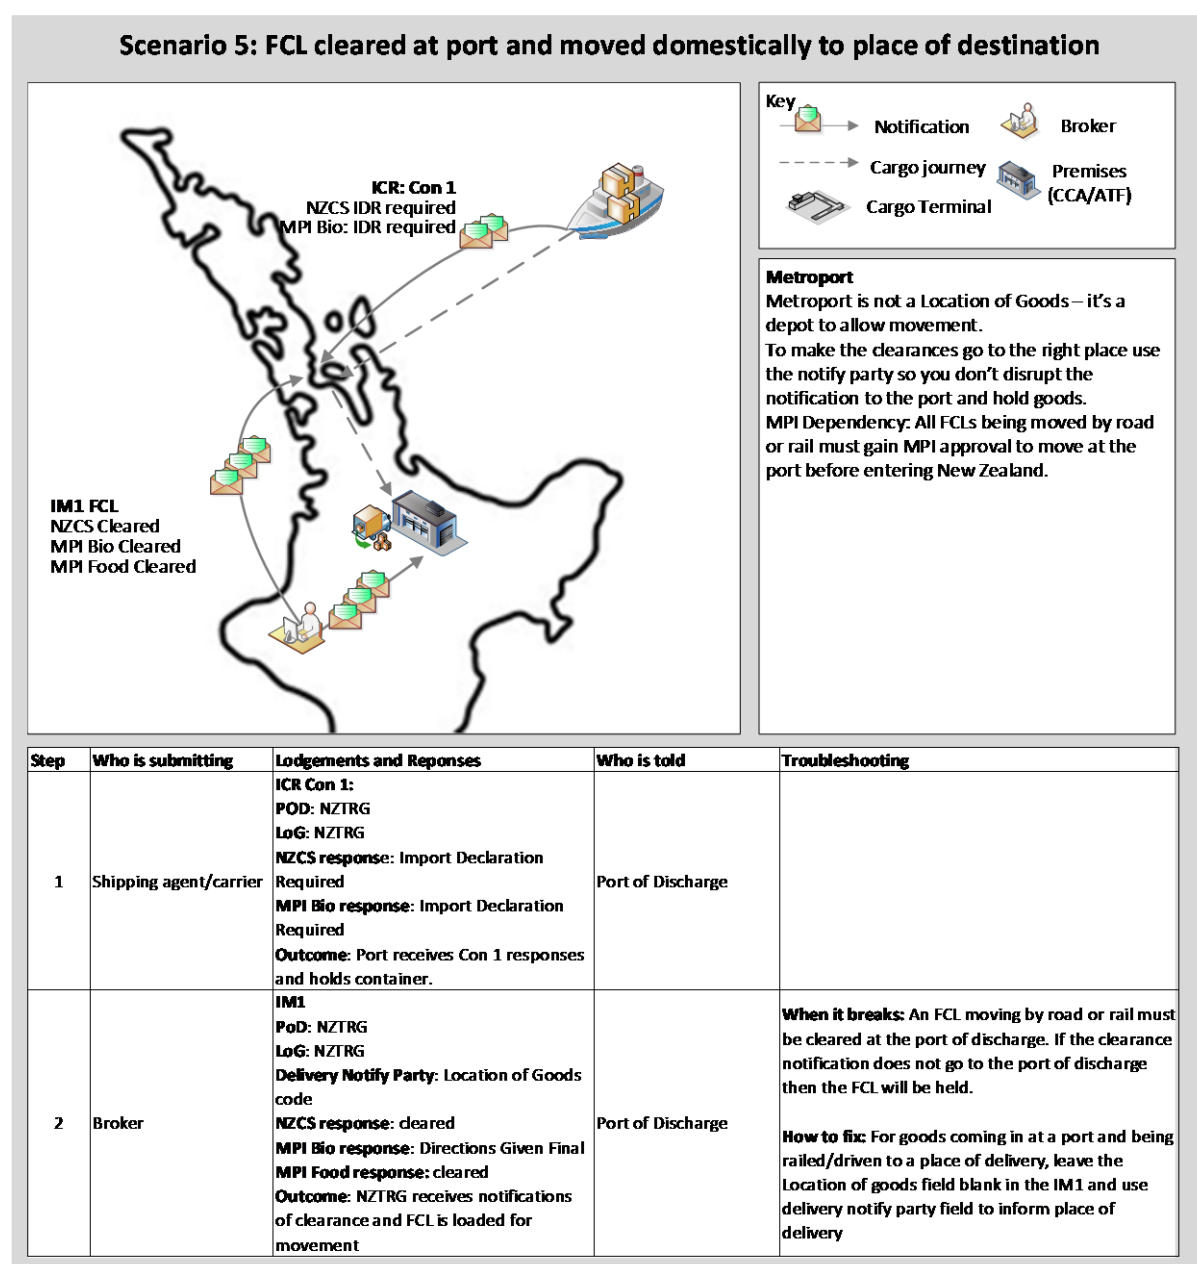 Scenario 5: FCL cleared at port and moved domestically to place of destination
ICR: Con 1
NZCS IDR required
MPI Bio: IDR required
IM1 FCL
NZCS Cleared
MPI Bio Cleared
MPI Food Cleared
Key
Notification
Broker
Cargo journey
Premises
(CCA/ATF)
Cargo Terminal
Metroport
Metroport is not a Location of Goods – it's a
depot to allow movement.
To make the clearances go to the right place use
the notify party so you don't disrupt the
notification to the port and hold goods.
MPI Dependency: All FCLs being moved by road
or rail must gain MPI approval to move at the
port before entering New Zealand.
Step
Who is submitting
Lodgements and Reponses
Who is told
Troubleshooting
1
Shipping agent/carrier
ICR Con 1:
POD: NZTRG
LoG: NZTRG
NZCS response: Import Declaration
Required
MPI Bio response: Import Declaration
Required
Outcome: Port receives Con 1 responses
and holds container.
Port of Discharge
2
Broker
IM1
PoD: NZTRG
LoG: NZTRG
Delivery Notify Party: Location of Goods
code
NZCS response: cleared
MPI Bio response: Directions Given Final
MPI Food response: cleared
Outcome: NZTRG receives notifications
of clearance and FCL is loaded for
movement
Port of Discharge
When it breaks: An FCL moving by road or rail must
be cleared at the port of discharge. If the clearance
notification does not go to the port of discharge
then the FCL will be held.
How to fix: For goods coming in at a port and being
railed/driven to a place of delivery, leave the
Location of goods field blank in the IM1 and use
delivery notify party field to inform place of
delivery